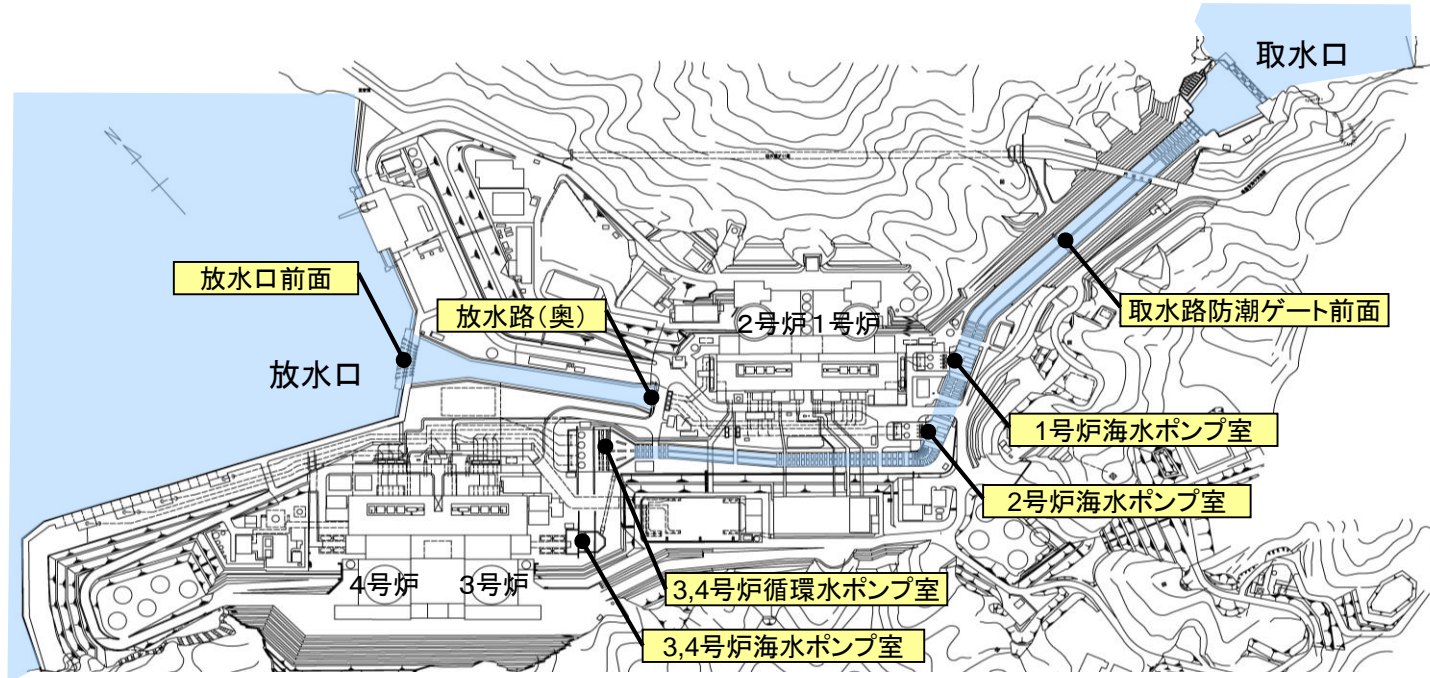 取水口
N
放水口前面
放水路(奥)
2号炉
1号炉
取水路防潮ゲート前面
放水口
1号炉海水ポンプ室
2号炉海水ポンプ室
4号炉
3号炉
3,4号炉循環水ポンプ室
3,4号炉海水ポンプ室